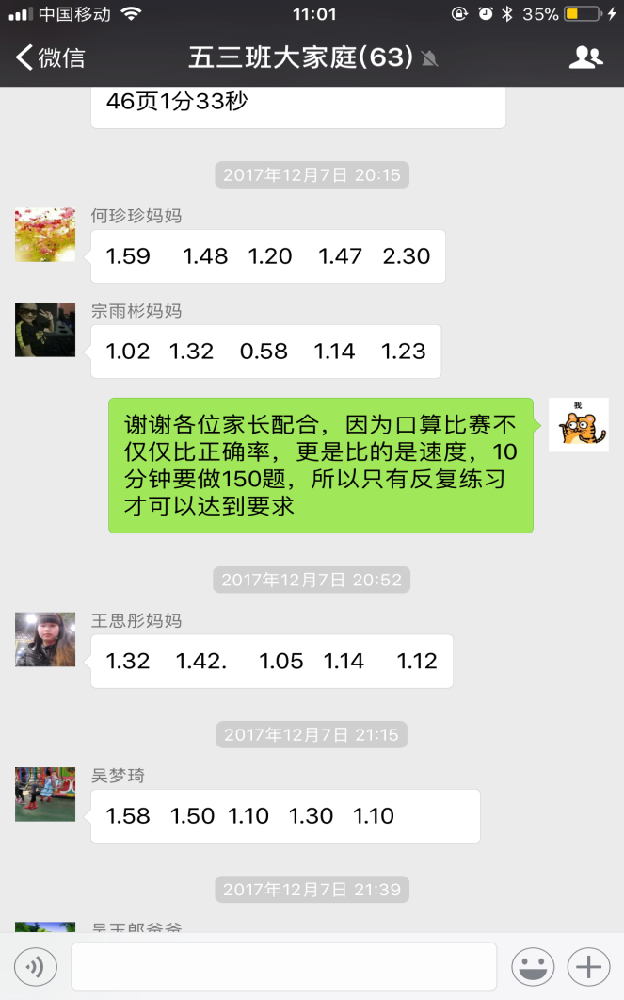 中国移动 11:01 35%
微信 五三班大家庭(63)
46页1分33秒
2017年12月7日 20:15
何珍珍妈妈
1.59 1.48 1.20 1.47 2.30
宗雨彬妈妈
1.02 1.32 0.58 1.14 1.23
我
谢谢各位家长配合，因为口算比赛不
仅仅比正确率，更是比的是速度，10
分钟要做150题，所以只有反复练习
才可以达到要求
2017年12月7日 20:52
王思彤妈妈
1.32 1.42. 1.05 1.14 1.12
2017年12月7日 21:15
吴梦琦
1.58 1.50 1.10 1.30 1.10
2017年12月7日 21:39